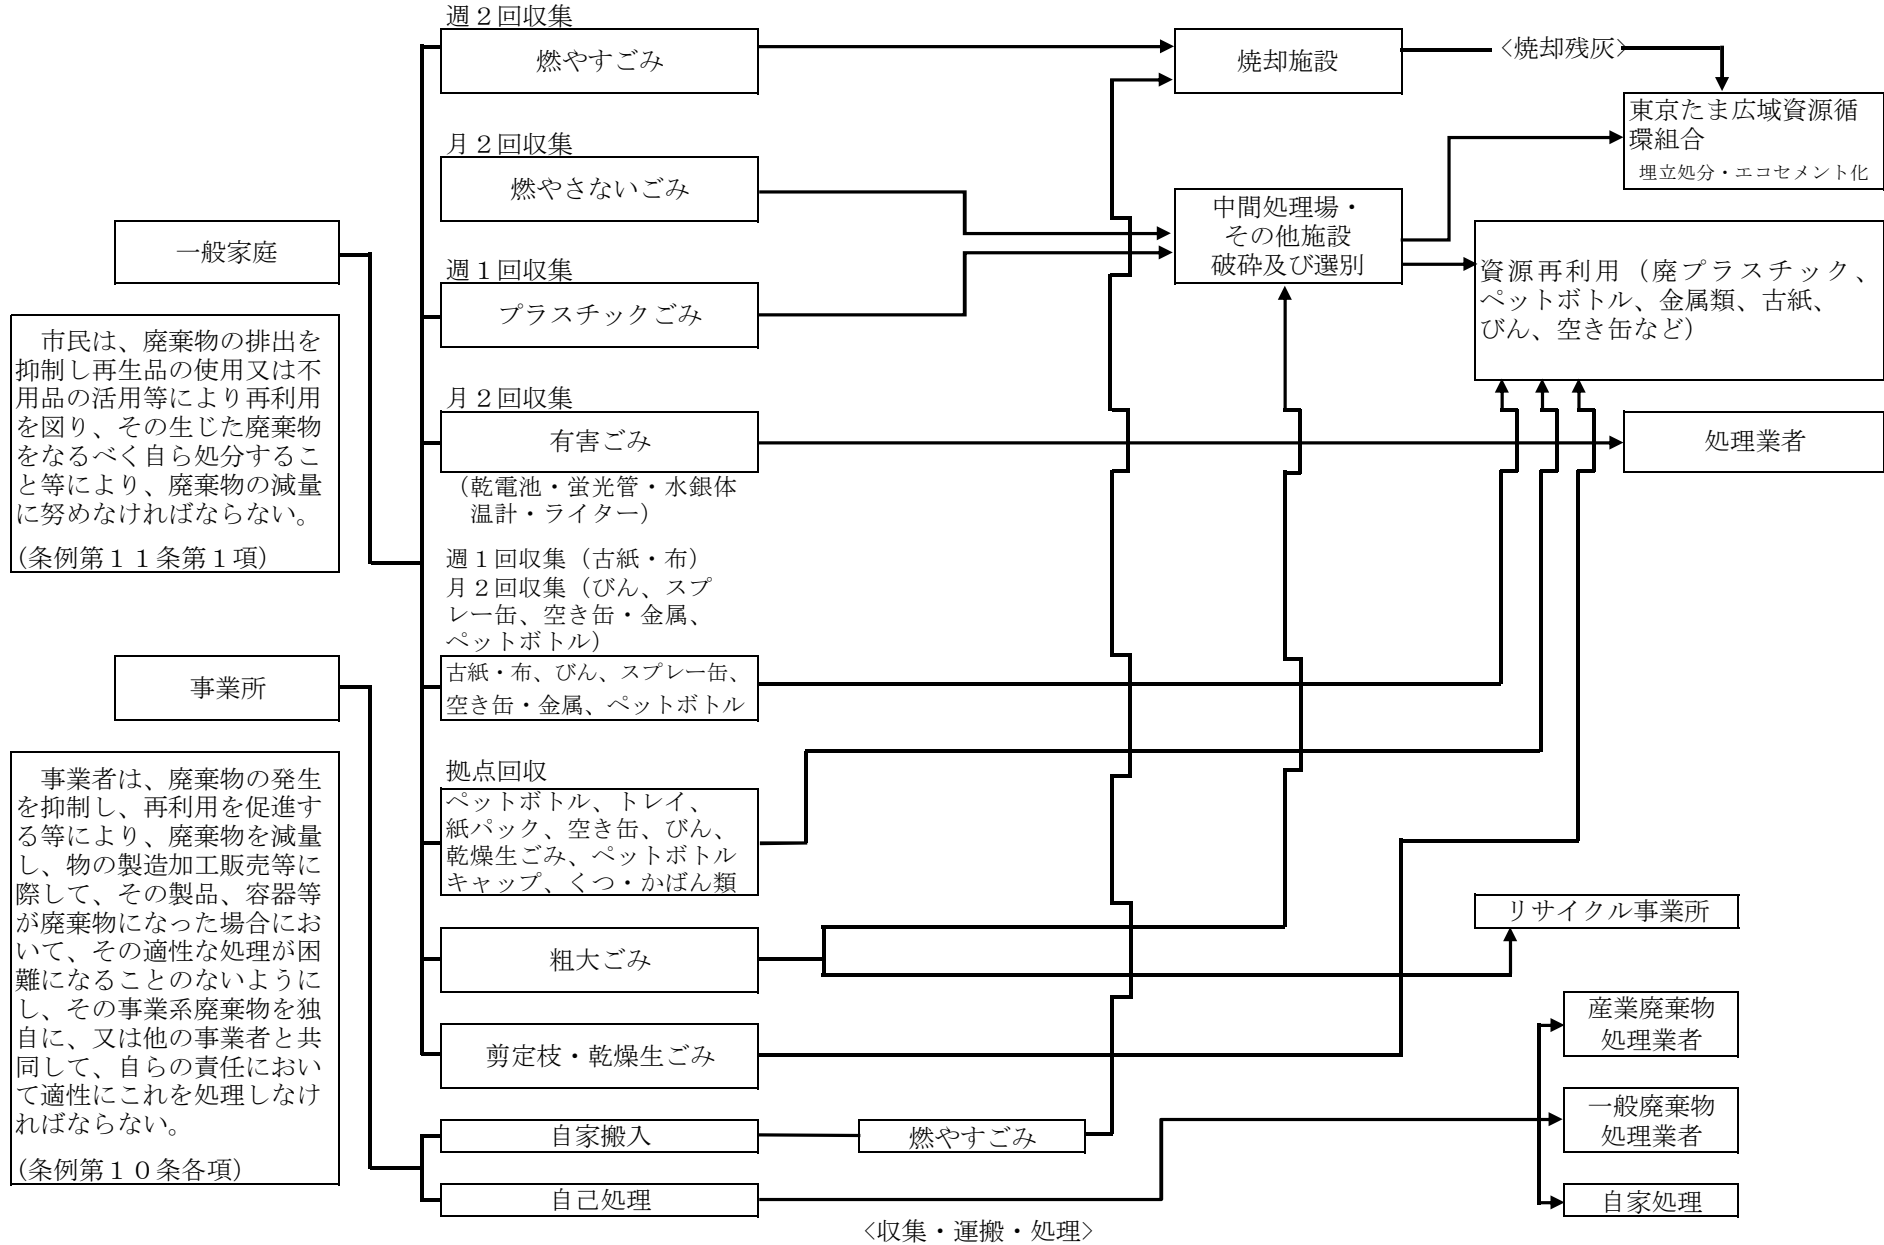 一般家庭
市民は、廃棄物の排出を
抑制し再生品の使用又は不
用品の活用等により再利用
を図り、その生じた廃棄物
をなるべく自ら処分するこ
と等により、廃棄物の減量
に努めなければならない。
(条例第１１条第１項)
事業所
事業者は、廃棄物の発生
を抑制し、再利用を促進す
る等により、廃棄物を減量
し、物の製造加工販売等に
際して、その製品、容器等
が廃棄物になった場合にお
いて、その適性な処理が困
難になることのないように
し、その事業系廃棄物を独
自に、又は他の事業者と共
同して、自らの責任におい
て適性にこれを処理しなけ
ればならない。
(条例第１０条各項)
週２回収集
燃やすごみ
月２回収集
燃やさないごみ
週１回収集
プラスチックごみ
月２回収集
有害ごみ
（乾電池・蛍光管・水銀体
温計・ライター）
週１回収集（古紙・布）
月２回収集（びん、スプ
レー缶、空き缶・金属、
ペットボトル）
古紙・布、びん、スプレー缶、
空き缶・金属、ペットボトル
拠点回収
ペットボトル、トレイ、
紙パック、空き缶、びん、
乾燥生ごみ、ペットボトル
キャップ、くつ・かばん類
粗大ごみ
剪定枝・乾燥生ごみ
自家搬入
燃やすごみ
自己処理
焼却施設
〈焼却残灰〉
東京たま広域資源循
環組合
埋立処分・エコセメント化
中間処理場・
その他施設
破砕及び選別
資源再利用（廃プラスチック、
ペットボトル、金属類、古紙、
びん、空き缶など）
処理業者
リサイクル事業所
産業廃棄物
処理業者
一般廃棄物
処理業者
自家処理
〈収集・運搬・処理〉